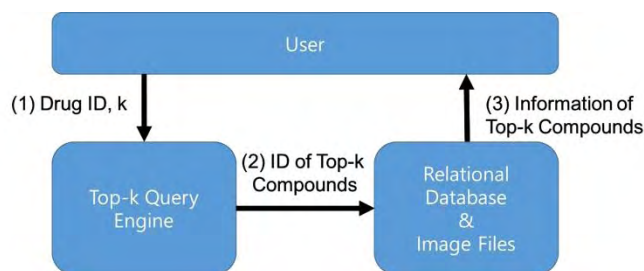 User
(1) Drug ID, k
(3) Information of
Top-k Compounds
(2) ID of Top-k
Compounds
Top-k Query
Engine
Relational
Database
&
Image Files